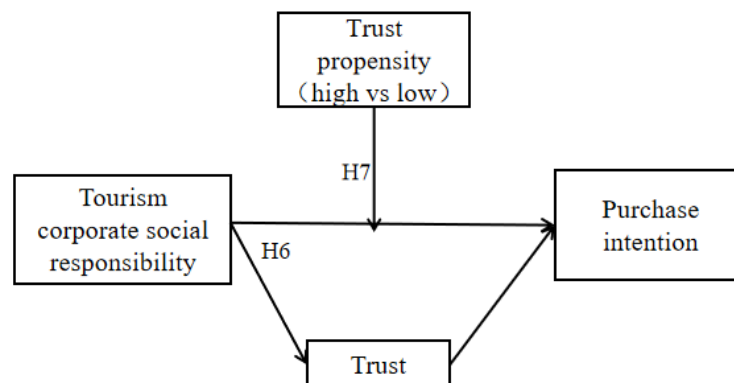 Trust
propensity
（high vs low）
H7
Tourism
corporate social
responsibility
Purchase
intention
H6
Trust